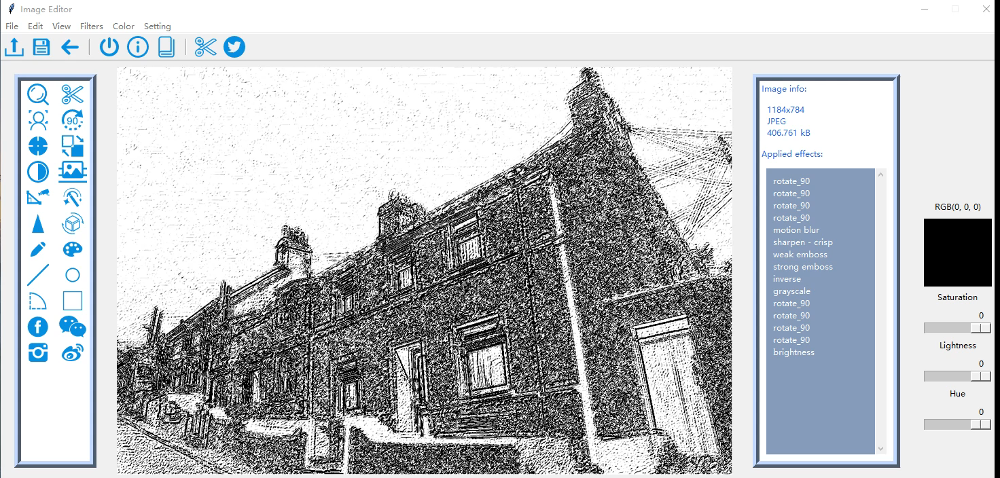 Image Editor
File Edit View Filters Color Setting
90
Image info:
1184x784
JPEG
406.761 kB
Applied effects:
rotate_90
rotate_90
rotate_90
rotate_90
motion blur
sharpen - crisp
weak emboss
strong emboss
inverse
grayscale
rotate_90
rotate_90
rotate_90
rotate_90
brightness
RGB(0, 0, 0)
Saturation
0
Lightness
0
Hue
0